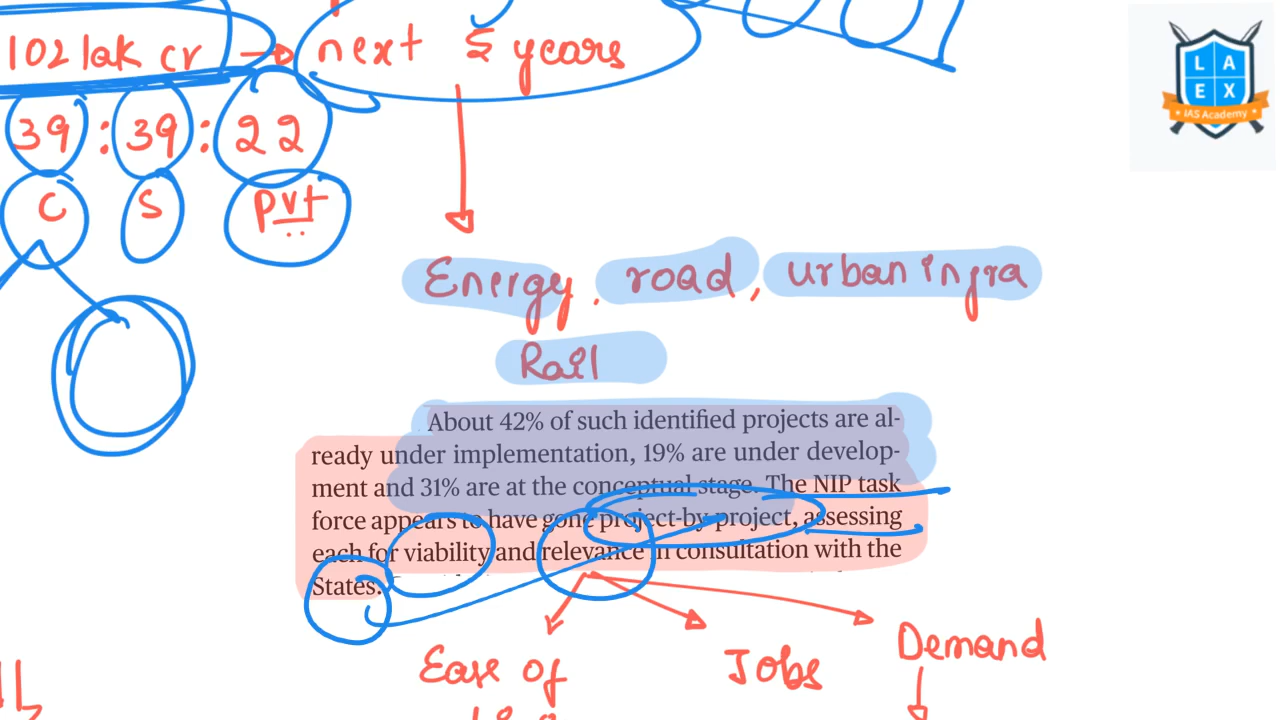 102 lak cr → next 5 years
39 : 39 : 22
C S Pvt
Energy, road, urban infra
Rail
About 42% of such identified projects are al-
ready under implementation, 19% are under develop-
ment and 31% are at the conceptual stage. The NIP task
force appears to have gone project-by-project, assessing
each for viability and relevance in consultation with the
States.
Ease of
Jobs
Demand
L A
E X
IAS Academy